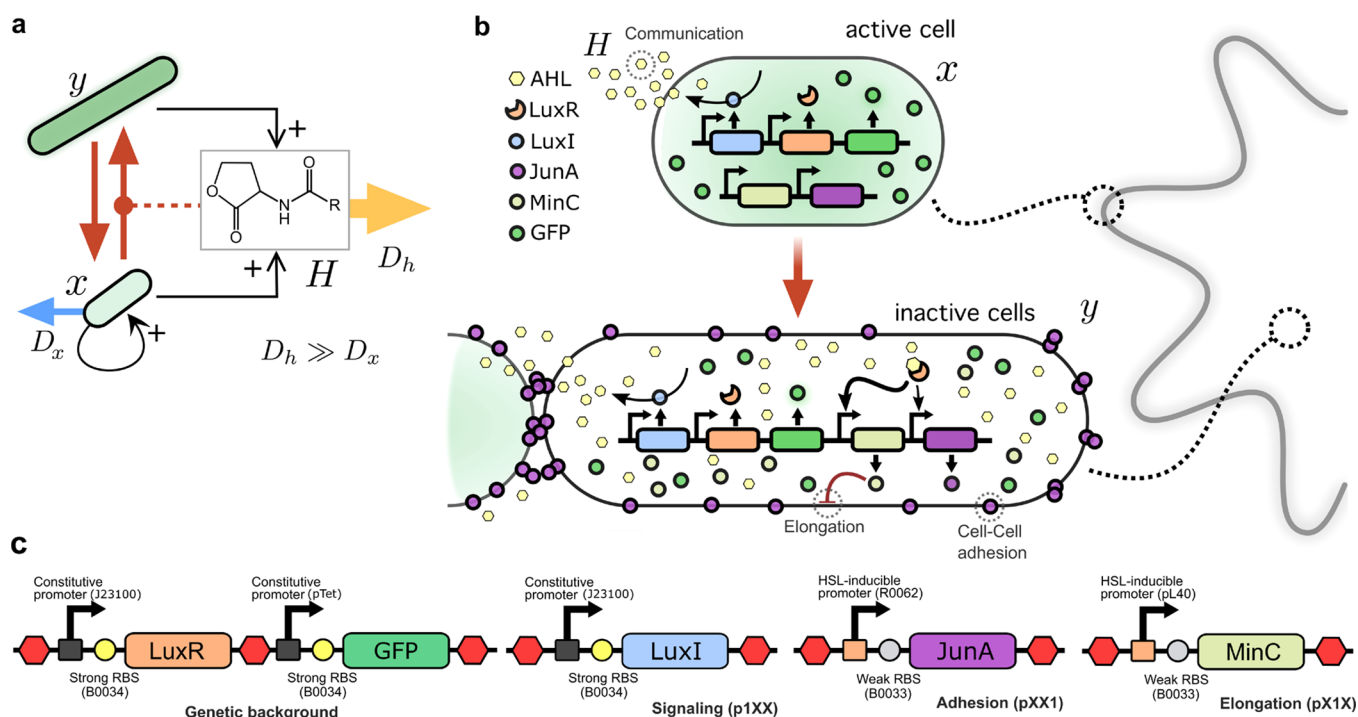 a
y
+
O
O
N
H
R
O
D_h
+
H
x
D_x
+
D_h ≫ D_x
b
H
Communication
active cell
x
AHL
LuxR
LuxI
JunA
MinC
GFP
inactive cells
y
Elongation
Cell-Cell
adhesion
c
Constitutive
promoter (J23100)
LuxR
Strong RBS
(B0034)
Constitutive
promoter (pTet)
GFP
Strong RBS
(B0034)
Genetic background
Constitutive
promoter (J23100)
LuxI
Strong RBS
(B0034)
Signaling (p1XX)
HSL-inducible
promoter (R0062)
JunA
Weak RBS
(B0033)
Adhesion (pXX1)
HSL-inducible
promoter (pL40)
MinC
Weak RBS
(B0033)
Elongation (pX1X)